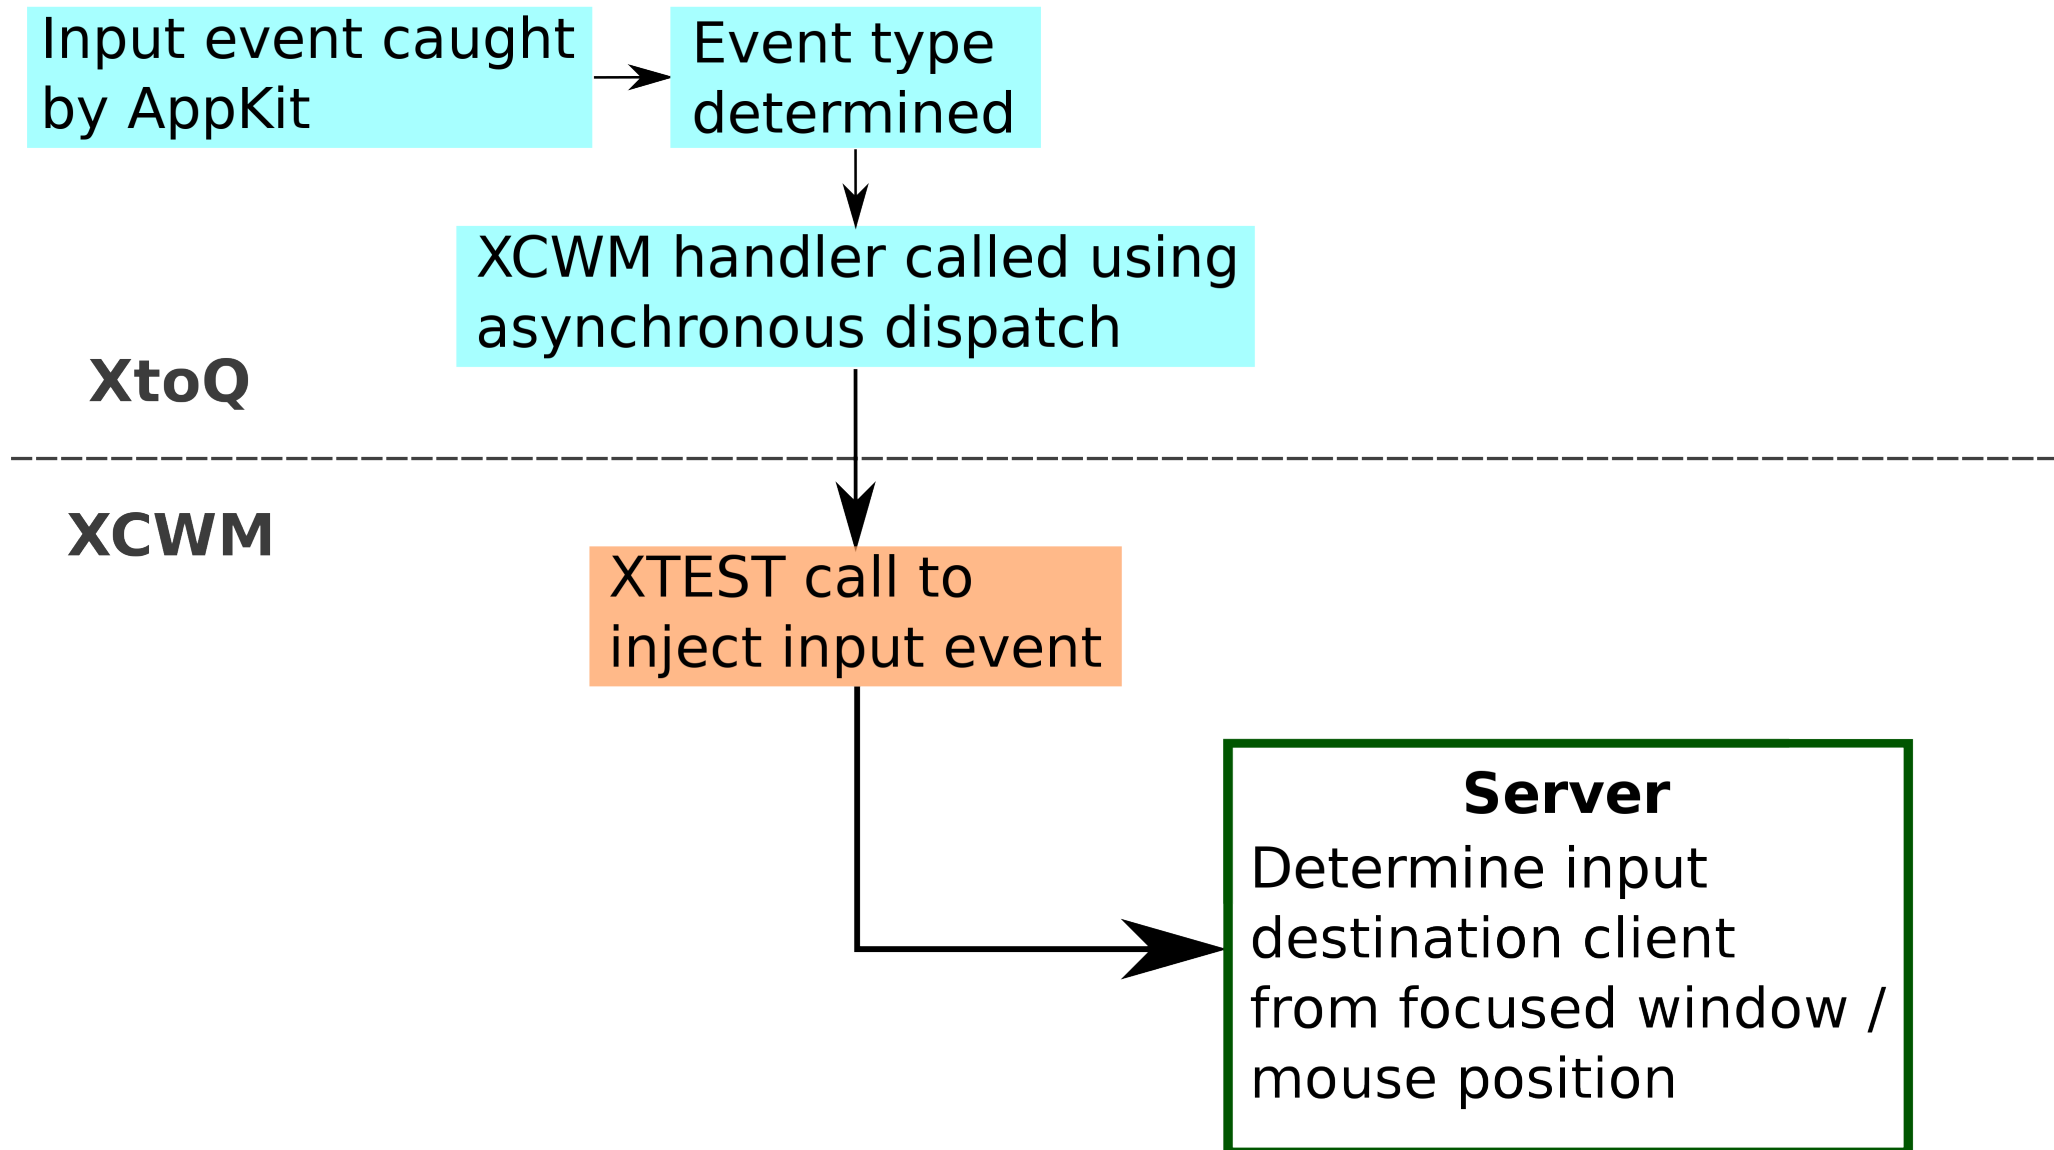 Input event caught
by AppKit
Event type
determined
XCWM handler called using
asynchronous dispatch
XtoQ
XCWM
XTEST call to
inject input event
Server
Determine input
destination client
from focused window /
mouse position